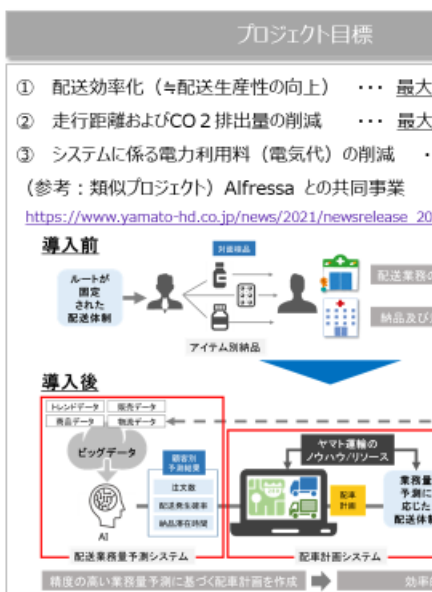 プロジェクト目標
① 配送効率化（≒配送生産性の向上） ･･･ 最大
② 走行距離およびCO２排出量の削減 ･･･ 最大
③ システムに係る電力利用料（電気代）の削減 ･
（参考：類似プロジェクト）Alfressa との共同事業
https://www.yamato-hd.co.jp/news/2021/newsrelease_20
導入前
対面検品
ルートが
固定
された
配送体制
配送業務の
納品及び
アイテム別納品
導入後
トレンドデータ 販売データ
商品データ 物流データ
ビッグデータ
顧客別
予測結果
注文数
配送発生確率
納品滞在時間
AI
ヤマト運輸の
ノウハウ/リソース
配車
計画
業務量
予測に
応じた
配送体
配送業務量予測システム
配車計画システム
精度の高い業務量予測に基づく配車計画を作成
効率